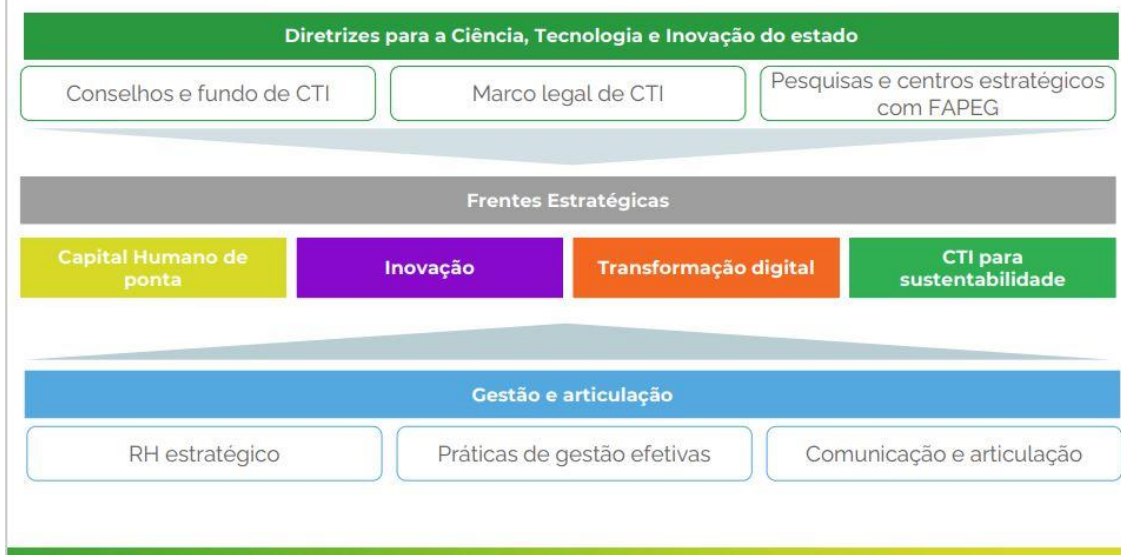 Diretrizes para a Ciência, Tecnologia e Inovação do estado
Conselhos e fundo de CTI
Marco legal de CTI
Pesquisas e centros estratégicos
com FAPEG
Frentes Estratégicas
Capital Humano de
ponta
Inovação
Transformação digital
CTI para
sustentabilidade
Gestão e articulação
RH estratégico
Práticas de gestão efetivas
Comunicação e articulação